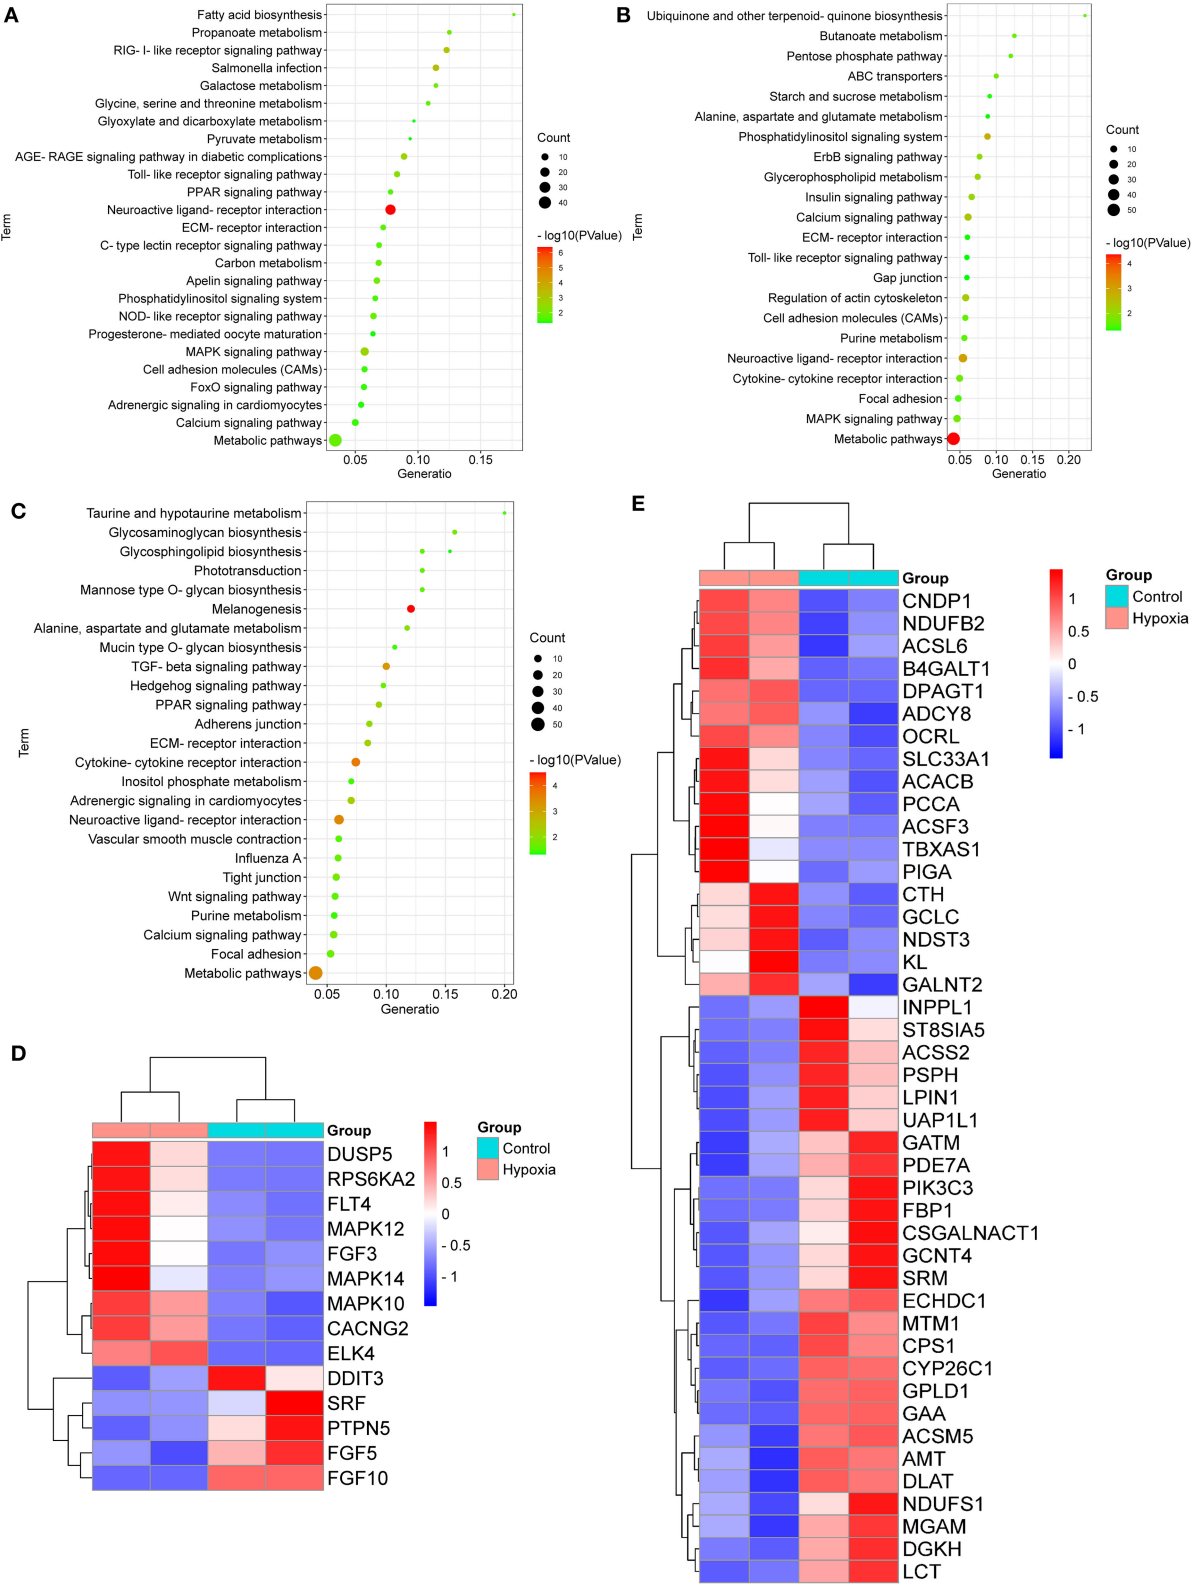 A
Fatty acid biosynthesis
Propanoate metabolism
RIG- I- like receptor signaling pathway
Salmonella infection
Galactose metabolism
Glycine, serine and threonine metabolism
Glyoxylate and dicarboxylate metabolism
Pyruvate metabolism
AGE- RAGE signaling pathway in diabetic complications
Toll- like receptor signaling pathway
PPAR signaling pathway
Neuroactive ligand- receptor interaction
ECM- receptor interaction
C- type lectin receptor signaling pathway
Carbon metabolism
Apelin signaling pathway
Phosphatidylinositol signaling system
NOD- like receptor signaling pathway
Progesterone- mediated oocyte maturation
MAPK signaling pathway
Cell adhesion molecules (CAMs)
FoxO signaling pathway
Adrenergic signaling in cardiomyocytes
Calcium signaling pathway
Metabolic pathways
Term
0.05 0.10 0.15
Generatio
Count
10
20
30
40
- log10(PValue)
6
5
4
3
2
B
Ubiquinone and other terpenoid- quinone biosynthesis
Butanoate metabolism
Pentose phosphate pathway
ABC transporters
Starch and sucrose metabolism
Alanine, aspartate and glutamate metabolism
Phosphatidylinositol signaling system
ErbB signaling pathway
Glycerophospholipid metabolism
Insulin signaling pathway
Calcium signaling pathway
ECM- receptor interaction
Toll- like receptor signaling pathway
Gap junction
Regulation of actin cytoskeleton
Cell adhesion molecules (CAMs)
Purine metabolism
Neuroactive ligand- receptor interaction
Cytokine- cytokine receptor interaction
Focal adhesion
MAPK signaling pathway
Metabolic pathways
Term
0.05 0.10 0.15 0.20
Generatio
Count
10
20
30
40
50
- log10(PValue)
4
3
2
C
Taurine and hypotaurine metabolism
Glycosaminoglycan biosynthesis
Glycosphingolipid biosynthesis
Phototransduction
Mannose type O- glycan biosynthesis
Melanogenesis
Alanine, aspartate and glutamate metabolism
Mucin type O- glycan biosynthesis
TGF- beta signaling pathway
Hedgehog signaling pathway
PPAR signaling pathway
Adherens junction
ECM- receptor interaction
Cytokine- cytokine receptor interaction
Inositol phosphate metabolism
Adrenergic signaling in cardiomyocytes
Neuroactive ligand- receptor interaction
Vascular smooth muscle contraction
Influenza A
Tight junction
Wnt signaling pathway
Purine metabolism
Calcium signaling pathway
Focal adhesion
Metabolic pathways
Term
0.05 0.10 0.15 0.20
Generatio
Count
10
20
30
40
50
- log10(PValue)
4
3
2
D
Group
DUSP5
RPS6KA2
FLT4
MAPK12
FGF3
MAPK14
MAPK10
CACNG2
ELK4
DDIT3
SRF
PTPN5
FGF5
FGF10
1
0.5
0
- 0.5
- 1
Group
Control
Hypoxia
E
Group
CNDP1
NDUFB2
ACSL6
B4GALT1
DPAGT1
ADCY8
OCRL
SLC33A1
ACACB
PCCA
ACSF3
TBXAS1
PIGA
CTH
GCLC
NDST3
KL
GALNT2
INPPL1
ST8SIA5
ACSS2
PSPH
LPIN1
UAP1L1
GATM
PDE7A
PIK3C3
FBP1
CSGALNACT1
GCNT4
SRM
ECHDC1
MTM1
CPS1
CYP26C1
GPLD1
GAA
ACSM5
AMT
DLAT
NDUFS1
MGAM
DGKH
LCT
1
0.5
0
- 0.5
- 1
Group
Control
Hypoxia